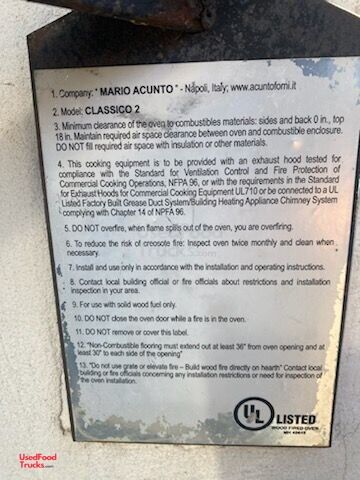 1. Company: " MARIO ACUNTO " - Napoli, Italy; www.acuntoforni.it
2. Model: CLASSICO 2
3. Minimum clearance of the oven to combustibles materials: sides and back 0 in., top
18 in. Maintain required air space clearance between oven and combustible enclosure.
DO NOT fill required air space with insulation or other materials.
4. This cooking equipment is to be provided with an exhaust hood tested for
compliance with the Standard for Ventilation Control and Fire Protection of
Commercial Cooking Operations, NFPA 96, or with the requirements in the Standard
for Exhaust Hoods for Commercial Cooking Equipment UL710 or be connected to a UL
Listed Factory Built Grease Duct System/Building Heating Appliance Chimney System
complying with Chapter 14 of NPPA 96.
5. DO NOT overfire, when flame spills out of the oven, you are overfiring.
6. To reduce the risk of creosote fire: Inspect oven twice monthly and clean when
necessary.
7. Install and use only in accordance with the installation and operating instructions.
8. Contact local building official or fire officials about restrictions and installation
inspection in your area.
9. For use with solid wood fuel only.
10. DO NOT close the oven door while a fire is in the oven.
11. DO NOT remove or cover this label.
12. "Non-Combustible flooring must extend out at least 36" from oven opening and at
least 30" to each side of the opening"
13. "Do not use grate or elevate fire – Build wood fire directly on hearth" Contact local
building or fire officials concerning any installation restrictions or need for inspection of
the oven installation.
UL LISTED
WOOD FIRED OVEN
UsedFood
Trucks.com